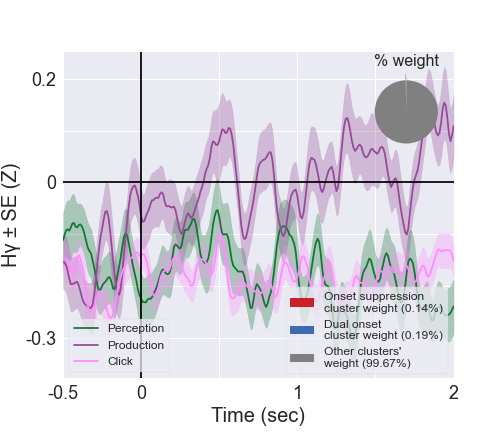 % weight
0.2
0
-0.3
Hγ ± SE (Z)
Perception
Production
Click
Onset suppression
cluster weight (0.14%)
Dual onset
cluster weight (0.19%)
Other clusters'
weight (99.67%)
-0.5
0
1
2
Time (sec)